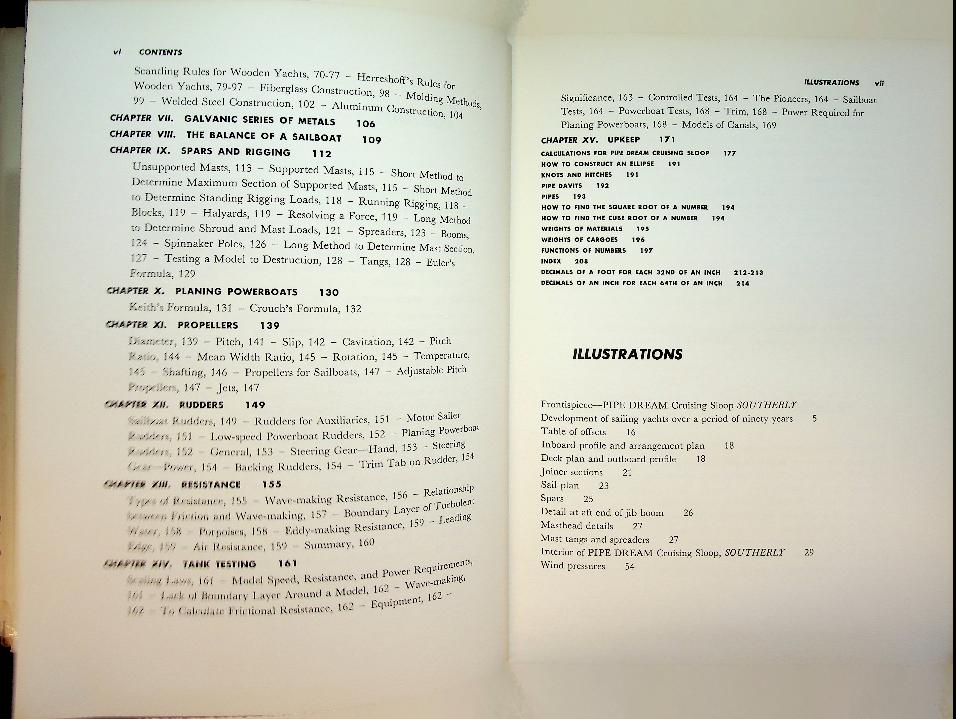 vi CONTENTS
Scantling Rules for Wooden Yachts, 70-77 – Herreshoff's Rules for
Wooden Yachts, 79-97 – Fiberglass Construction, 98 – Molding Methods,
99 – Welded Steel Construction, 102 – Aluminum Construction, 104
CHAPTER VII. GALVANIC SERIES OF METALS 106
CHAPTER VIII. THE BALANCE OF A SAILBOAT 109
CHAPTER IX. SPARS AND RIGGING 112
Unsupported Masts, 113 – Supported Masts, 115 – Short Method to
Determine Maximum Section of Supported Masts, 115 – Short Method
to Determine Standing Rigging Loads, 118 – Running Rigging, 118 –
Blocks, 119 – Halyards, 119 – Resolving a Force, 119 – Long Method
to Determine Shroud and Mast Loads, 121 – Spreaders, 123 – Booms,
124 – Spinnaker Poles, 126 – Long Method to Determine Mast Section,
127 – Testing a Model to Destruction, 128 – Tangs, 128 – Euler's
Formula, 129
CHAPTER X. PLANING POWERBOATS 130
Keith's Formula, 131 – Crouch's Formula, 132
CHAPTER XI. PROPELLERS 139
Diameter, 139 – Pitch, 141 – Slip, 142 – Cavitation, 142 – Pitch
Ratio, 144 – Mean Width Ratio, 145 – Rotation, 145 – Temperature,
145 – Shafting, 146 – Propellers for Sailboats, 147 – Adjustable Pitch
Propellers, 147 – Jets, 147
CHAPTER XII. RUDDERS 149
Sailboat Rudders, 149 – Rudders for Auxiliaries, 151 – Motor Sailer
Rudders, 151 – Low-speed Powerboat Rudders, 152 – Planing Powerboat
Rudders, 152 – General, 153 – Steering Gear—Hand, 153 – Steering
Gear—Power, 154 – Backing Rudders, 154 – Trim Tab on Rudder, 154
CHAPTER XIII. RESISTANCE 155
Types of Resistance, 155 – Wave-making Resistance, 156 – Relationship
between Friction and Wave-making, 157 – Boundary Layer of Turbulent
Water, 158 – Porpoises, 158 – Eddy-making Resistance, 159 – Leading
Edge, 159 – Air Resistance, 159 – Summary, 160
CHAPTER XIV. TANK TESTING 161
Scaling Laws, 161 – Model Speed, Resistance, and Power Requirements,
161 – Lack of Boundary Layer Around a Model, 162 – Wave-making,
162 – To Calculate Frictional Resistance, 162 – Equipment, 162 –
ILLUSTRATIONS vii
Significance, 163 – Controlled Tests, 164 – The Pioneers, 164 – Sailboat
Tests, 164 – Powerboat Tests, 168 – Trim, 168 – Power Required for
Planing Powerboats, 168 – Models of Canals, 169
CHAPTER XV. UPKEEP 171
CALCULATIONS FOR PIPE DREAM CRUISING SLOOP 177
HOW TO CONSTRUCT AN ELLIPSE 191
KNOTS AND HITCHES 191
PIPE DAVITS 192
PIPES 193
HOW TO FIND THE SQUARE ROOT OF A NUMBER 194
HOW TO FIND THE CUBE ROOT OF A NUMBER 194
WEIGHTS OF MATERIALS 195
WEIGHTS OF CARGOES 196
FUNCTIONS OF NUMBERS 197
INDEX 208
DECIMALS OF A FOOT FOR EACH 32ND OF AN INCH 212-213
DECIMALS OF AN INCH FOR EACH 64TH OF AN INCH 214
ILLUSTRATIONS
Frontispiece—PIPE DREAM Cruising Sloop SOUTHERLY
Development of sailing yachts over a period of ninety years 5
Table of offsets 16
Inboard profile and arrangement plan 18
Deck plan and outboard profile 18
Joiner sections 21
Sail plan 23
Spars 25
Detail at aft end of jib boom 26
Masthead details 27
Mast tangs and spreaders 27
Interior of PIPE DREAM Cruising Sloop, SOUTHERLY 29
Wind pressures 54